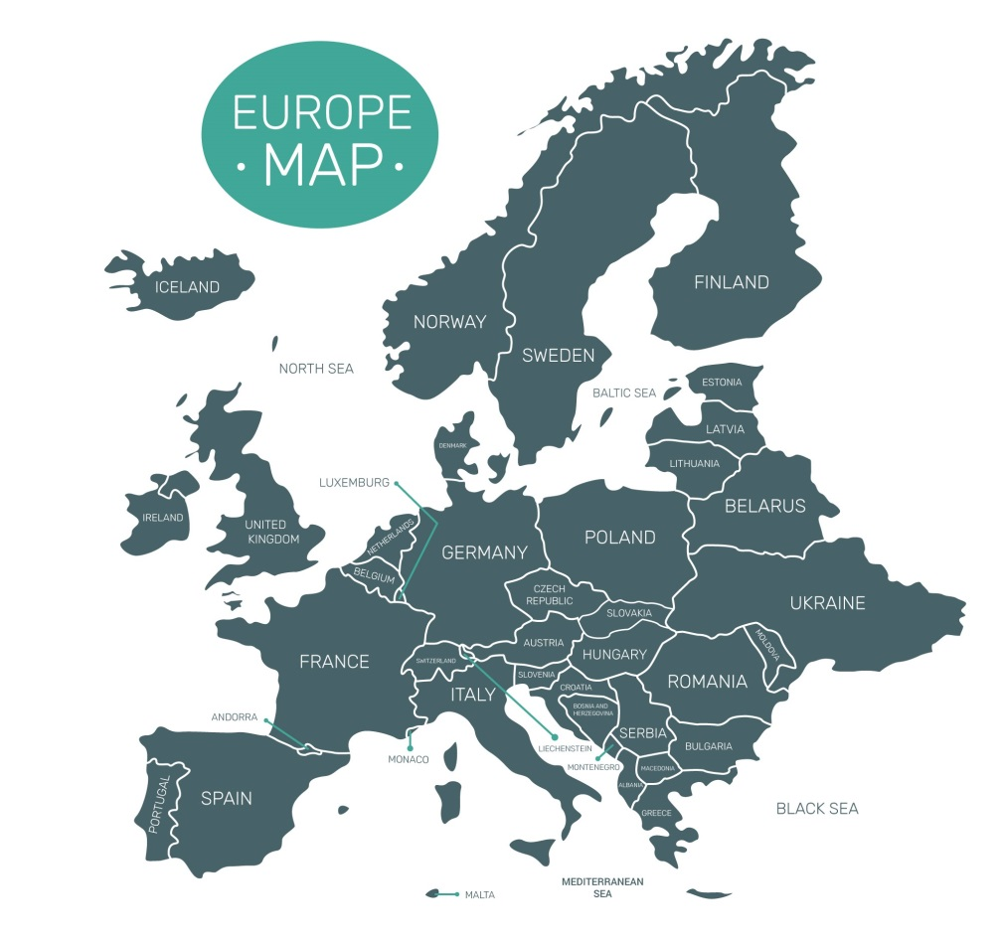 EUROPE
· MAP ·
ICELAND
NORTH SEA
NORWAY
SWEDEN
FINLAND
BALTIC SEA
ESTONIA
LATVIA
LITHUANIA
DENMARK
LUXEMBURG
IRELAND
UNITED
KINGDOM
NETHERLANDS
BELGIUM
GERMANY
POLAND
BELARUS
CZECH
REPUBLIC
SLOVAKIA
UKRAINE
FRANCE
SWITZERLAND
AUSTRIA
HUNGARY
MOLDOVA
SLOVENIA
CROATIA
ROMANIA
ITALY
BOSNIA AND
HERZEGOVINA
SERBIA
ANDORRA
MONACO
LIECHENSTEIN
MONTENEGRO
BULGARIA
MACEDONIA
ALBANIA
GREECE
PORTUGAL
SPAIN
BLACK SEA
MEDITERRANEAN
SEA
MALTA